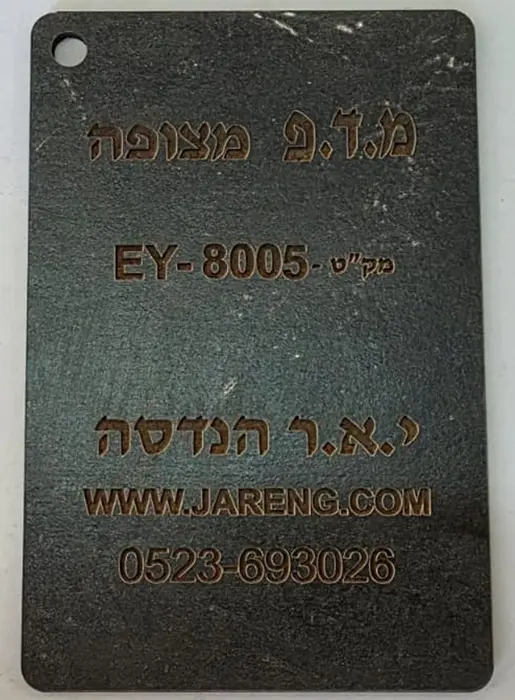 מ.ד.פ מצופה
מק"ט -EY- 8005
י.א.ר הנדסה
WWW.JARENG.COM
0523-693026